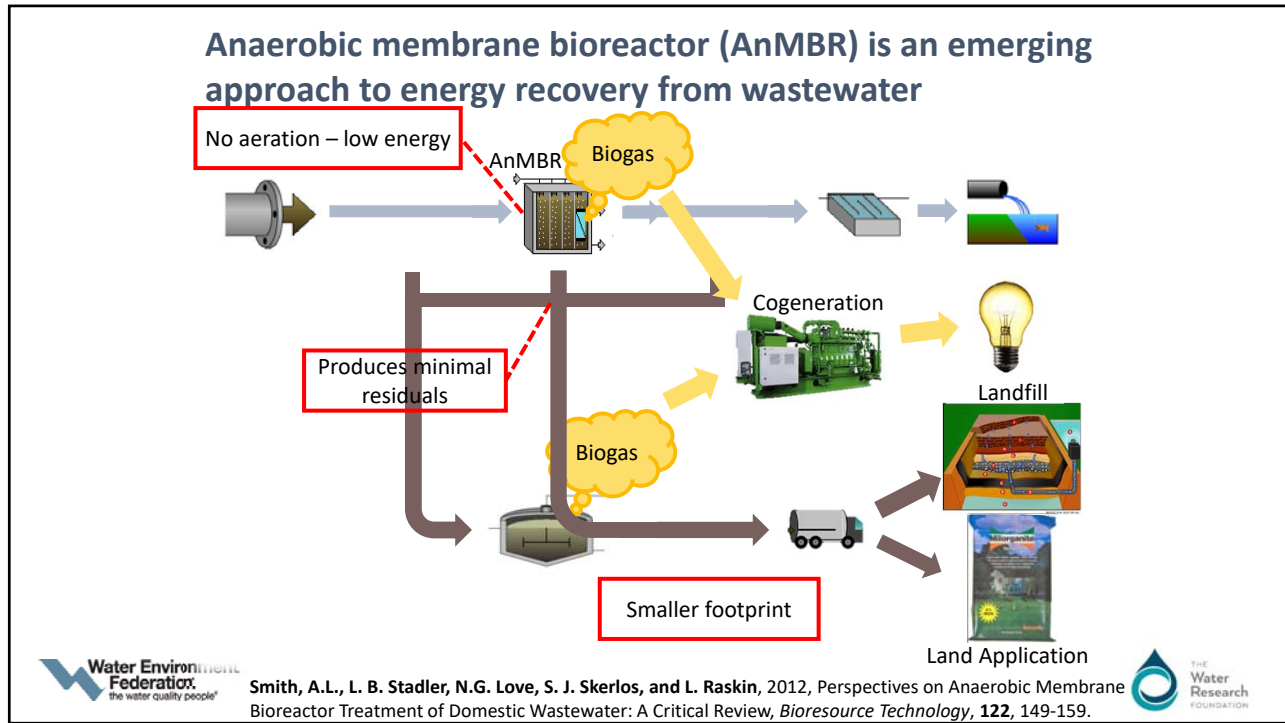 Anaerobic membrane bioreactor (AnMBR) is an emerging
approach to energy recovery from wastewater
No aeration – low energy
AnMBR
Biogas
Cogeneration
Produces minimal
residuals
Biogas
Landfill
Milorganite
Smaller footprint
Land Application
Water Environment
Federation
the water quality people®
Smith, A.L., L. B. Stadler, N.G. Love, S. J. Skerlos, and L. Raskin, 2012, Perspectives on Anaerobic Membrane
Bioreactor Treatment of Domestic Wastewater: A Critical Review, Bioresource Technology, 122, 149-159.
THE
Water
Research
FOUNDATION